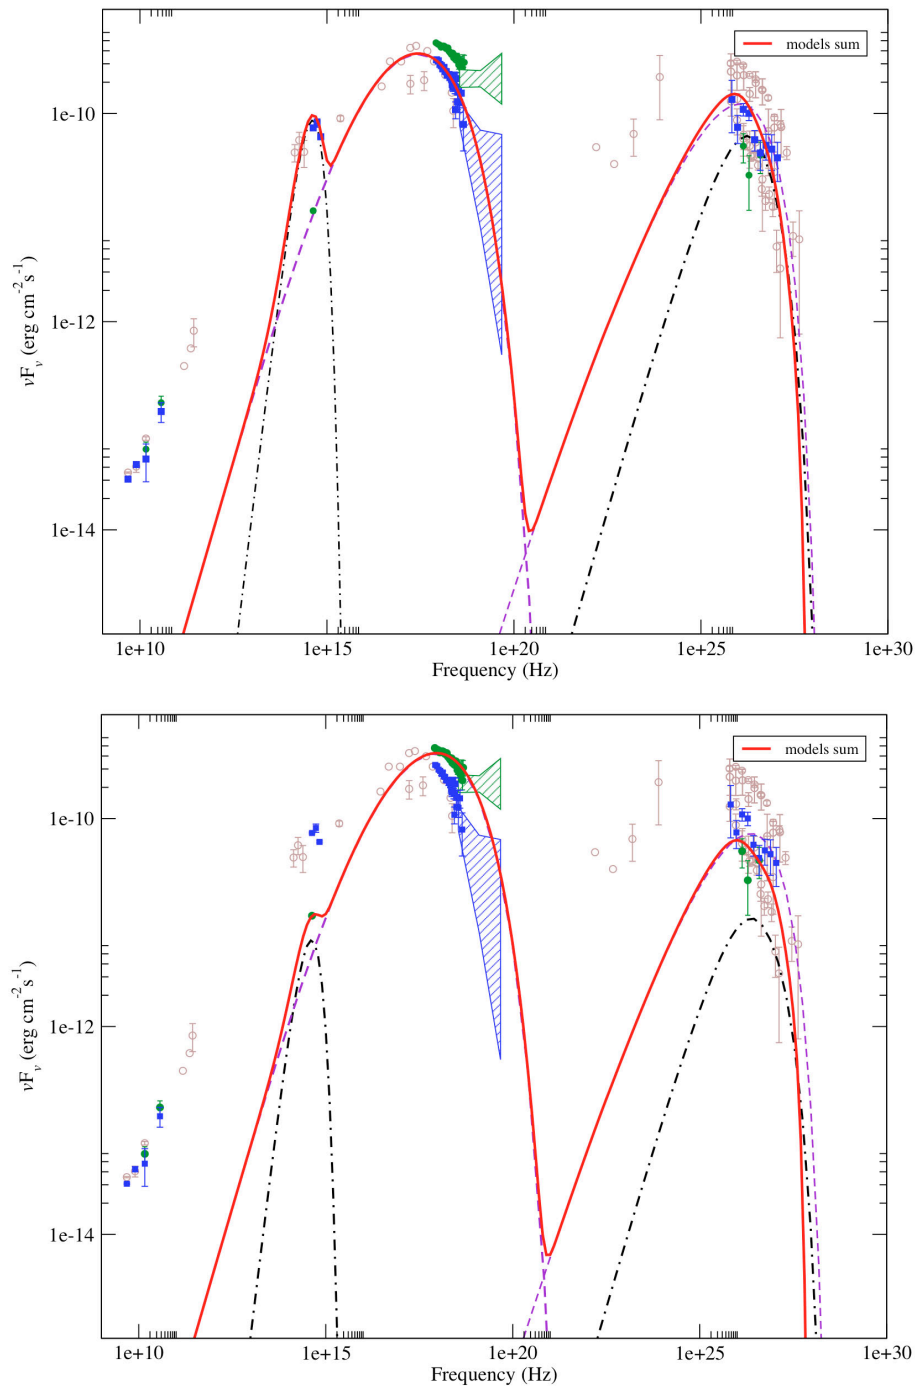 models sum
1e-10
1e-12
1e-14
νFν (erg cm-2s-1)
1e+10 1e+15 1e+20 1e+25 1e+30
Frequency (Hz)
models sum
1e-10
1e-12
1e-14
νFν (erg cm-2s-1)
1e+10 1e+15 1e+20 1e+25 1e+30
Frequency (Hz)